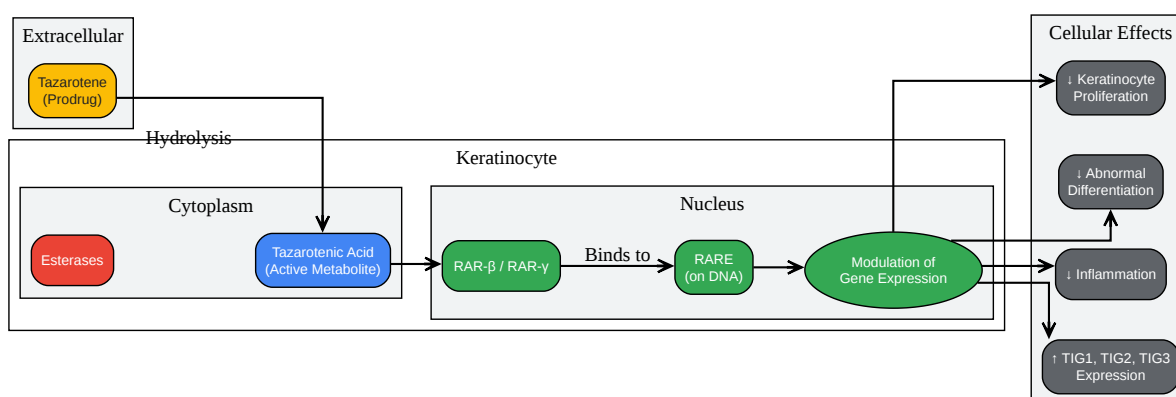 Extracellular
Tazarotene
(Prodrug)
Hydrolysis
Keratinocyte
Cytoplasm
Esterases
Tazarotenic Acid
(Active Metabolite)
Nucleus
RAR-β / RAR-γ
Binds to
RARE
(on DNA)
Modulation of
Gene Expression
Cellular Effects
↓ Keratinocyte
Proliferation
↓ Abnormal
Differentiation
↓ Inflammation
↑ TIG1, TIG2, TIG3
Expression